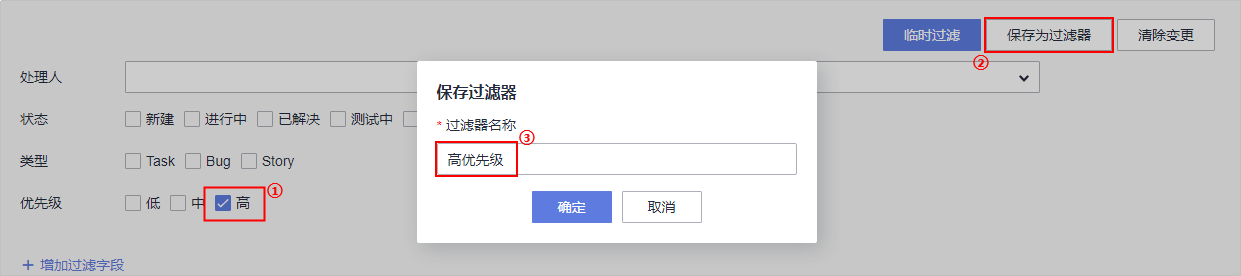 临时过滤 保存为过滤器 清除变更
②
处理人
保存过滤器
* 过滤器名称
状态 新建 进行中 已解决 测试中
③
高优先级
类型 Task Bug Story
优先级 低 中 高 ①
确定 取消
+ 增加过滤字段